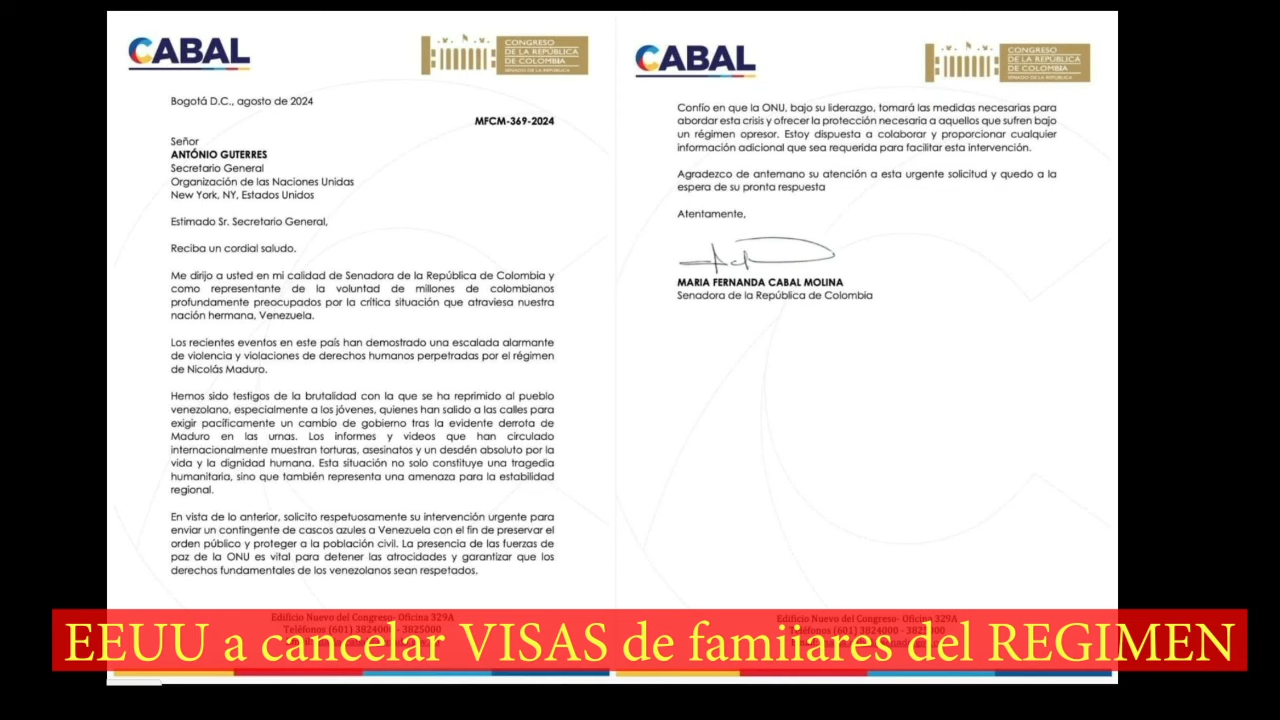 CABAL
CONGRESO
DE LA REPÚBLICA
DE COLOMBIA
SENADO DE LA REPÚBLICA
Bogotá D.C., agosto de 2024
MFCM-369-2024
Señor
ANTÓNIO GUTERRES
Secretario General
Organización de las Naciones Unidas
New York, NY, Estados Unidos
Estimado Sr. Secretario General,
Reciba un cordial saludo.
Me dirijo a usted en mi calidad de Senadora de la República de Colombia y
como representante de la voluntad de millones de colombianos
profundamente preocupados por la crítica situación que atraviesa nuestra
nación hermana, Venezuela.
Los recientes eventos en este país han demostrado una escalada alarmante
de violencia y violaciones de derechos humanos perpetradas por el régimen
de Nicolás Maduro.
Hemos sido testigos de la brutalidad con la que se ha reprimido al pueblo
venezolano, especialmente a los jóvenes, quienes han salido a las calles para
exigir pacíficamente un cambio de gobierno tras la evidente derrota de
Maduro en las urnas. Los informes y videos que han circulado
internacionalmente muestran torturas, asesinatos y un desdén absoluto por la
vida y la dignidad humana. Esta situación no solo constituye una tragedia
humanitaria, sino que también representa una amenaza para la estabilidad
regional.
En vista de lo anterior, solicito respetuosamente su intervención urgente para
enviar un contingente de cascos azules a Venezuela con el fin de preservar el
orden público y proteger a la población civil. La presencia de las fuerzas de
paz de la ONU es vital para detener las atrocidades y garantizar que los
derechos fundamentales de los venezolanos sean respetados.
Edificio Nuevo del Congreso- Oficina 329A
Teléfonos (601) 3824000 - 3825000
CABAL
CONGRESO
DE LA REPÚBLICA
DE COLOMBIA
SENADO DE LA REPÚBLICA
Confío en que la ONU, bajo su liderazgo, tomará las medidas necesarias para
abordar esta crisis y ofrecer la protección necesaria a aquellos que sufren bajo
un régimen opresor. Estoy dispuesta a colaborar y proporcionar cualquier
información adicional que sea requerida para facilitar esta intervención.
Agradezco de antemano su atención a esta urgente solicitud y quedo a la
espera de su pronta respuesta
Atentamente,
MARIA FERNANDA CABAL MOLINA
Senadora de la República de Colombia
Edificio Nuevo del Congreso- Oficina 329A
Teléfonos (601) 3824000
EEUU a cancelar VISAS de famiiares del REGIMEN